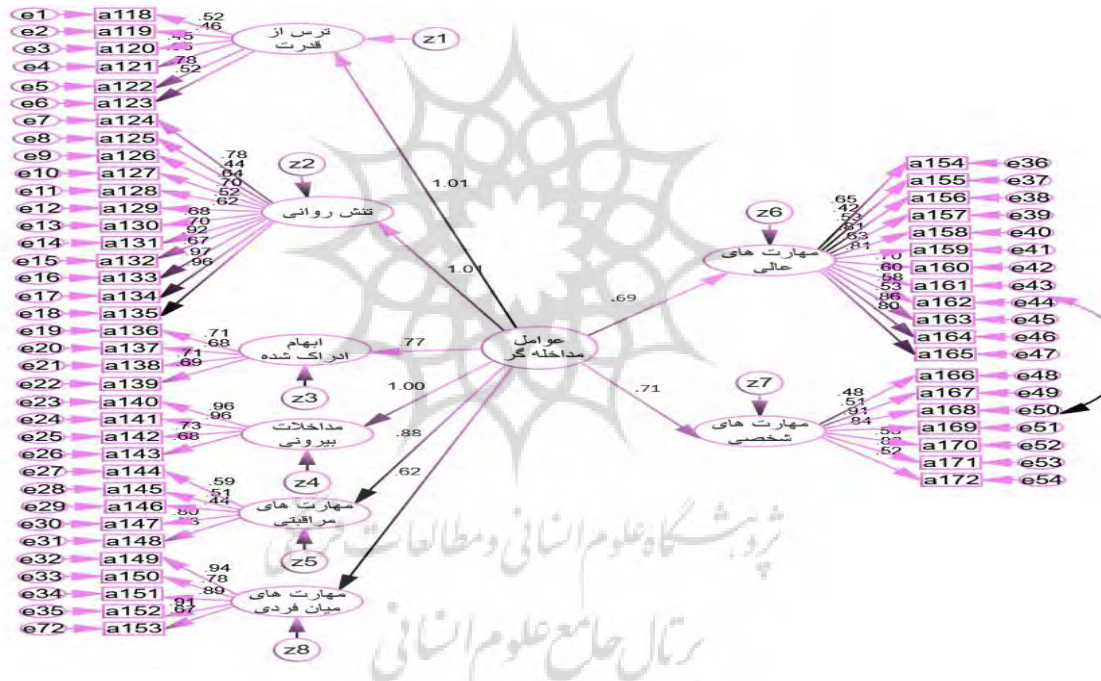 e1 a118 .52
e2 a119 .46
e3 a120 .45
e4 a121
e5 a122 .78
e6 a123 .52
ترس از
قدرت
z1
e7 a124 .78
e8 a125 .44
e9 a126 .64
e10 a127 .70
e11 a128 .52
e12 a129 .62
e13 a130 .68
e14 a131 .70
e15 a132 .92
e16 a133 .67
e17 a134 .97
e18 a135 .96
تنش روانی
z2
1.01
1.01
e19 a136 .71
e20 a137 .68
e21 a138 .71
e22 a139 .69
ابهام
ادراک شده
z3
.77
e23 a140 .96
e24 a141 .96
e25 a142 .73
e26 a143 .68
مداخلات
بیرونی
z4
1.00
e27 a144 .59
e28 a145 .51
e29 a146 .44
e30 a147
e31 a148
مهارت های
مراقبتی
z5
.88
e32 a149 .94
e33 a150 .78
e34 a151 .89
e35 a152 .91
e72 a153 .67
مهارت های
میان فردی
z8
.62
عوامل
مداخله گر
.69
z6
مهارت های
عالی
.65 a154 e36
.42 a155 e37
.53 a156 e38
a157 e39
.63 a158 e40
.81 a159 e41
.70 a160 e42
.60 a161 e43
.58 a162 e44
.53 a163 e45
.86 a164 e46
.80 a165 e47
.71
z7
مهارت های
شخصی
.48 a166 e48
.51 a167 e49
.91 a168 e50
.84 a169 e51
a170 e52
a171 e53
.52 a172 e54
پژوهشگاه علوم انسانی و مطالعات فرهنگی
پرتال جامع علوم انسانی